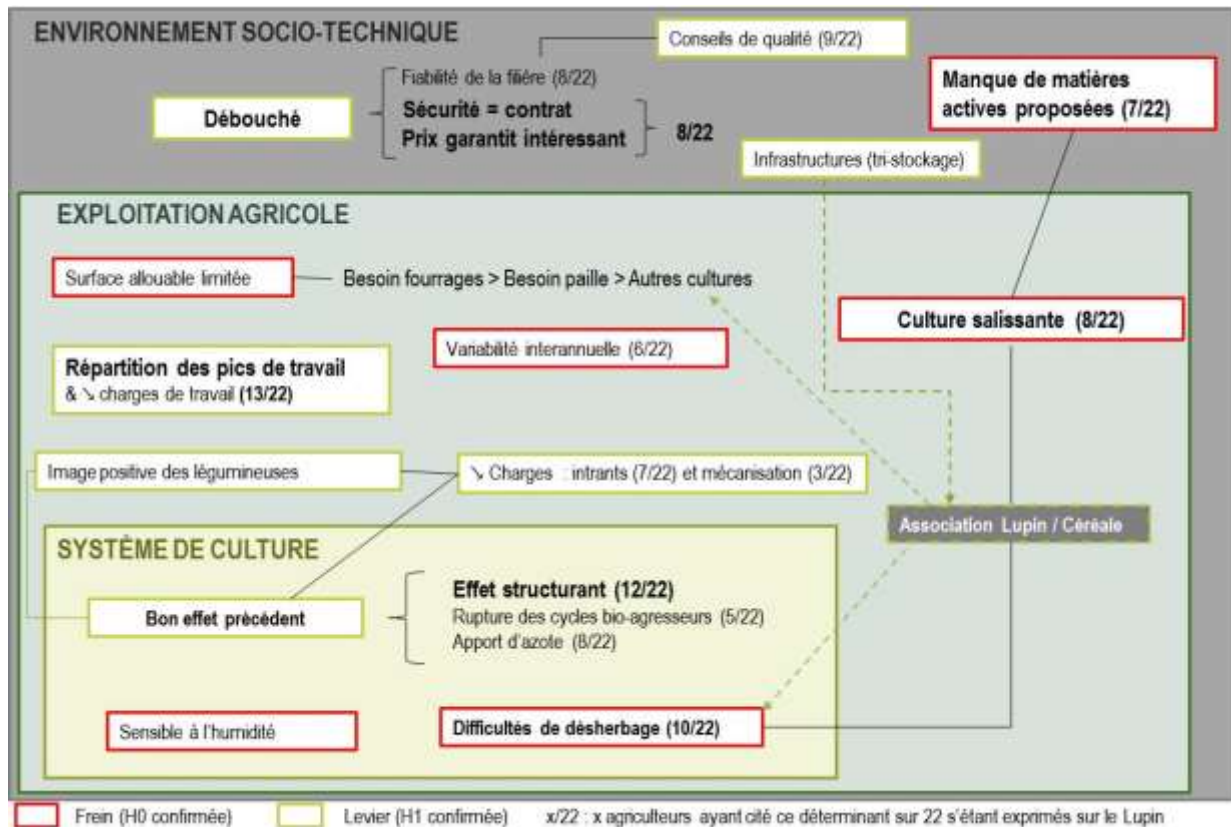 ENVIRONNEMENT SOCIO-TECHNIQUE
Conseils de qualité (9/22)
Fiabilité de la filière (8/22)
Débouché
Sécurité = contrat
Prix garantit intéressant
8/22
Manque de matières
actives proposées (7/22)
Infrastructures (tri-stockage)
EXPLOITATION AGRICOLE
Surface allouable limitée
Besoin fourrages > Besoin paille > Autres cultures
Culture salissante (8/22)
Variabilité interannuelle (6/22)
Répartition des pics de travail
& ↘ charges de travail (13/22)
Image positive des légumineuses
↘ Charges : intrants (7/22) et mécanisation (3/22)
Association Lupin / Céréale
SYSTÈME DE CULTURE
Bon effet précédent
Effet structurant (12/22)
Rupture des cycles bio-agresseurs (5/22)
Apport d'azote (8/22)
Sensible à l'humidité
Difficultés de désherbage (10/22)
Frein (H0 confirmée)
Levier (H1 confirmée)
x/22 : x agriculteurs ayant cité ce déterminant sur 22 s'étant exprimés sur le Lupin